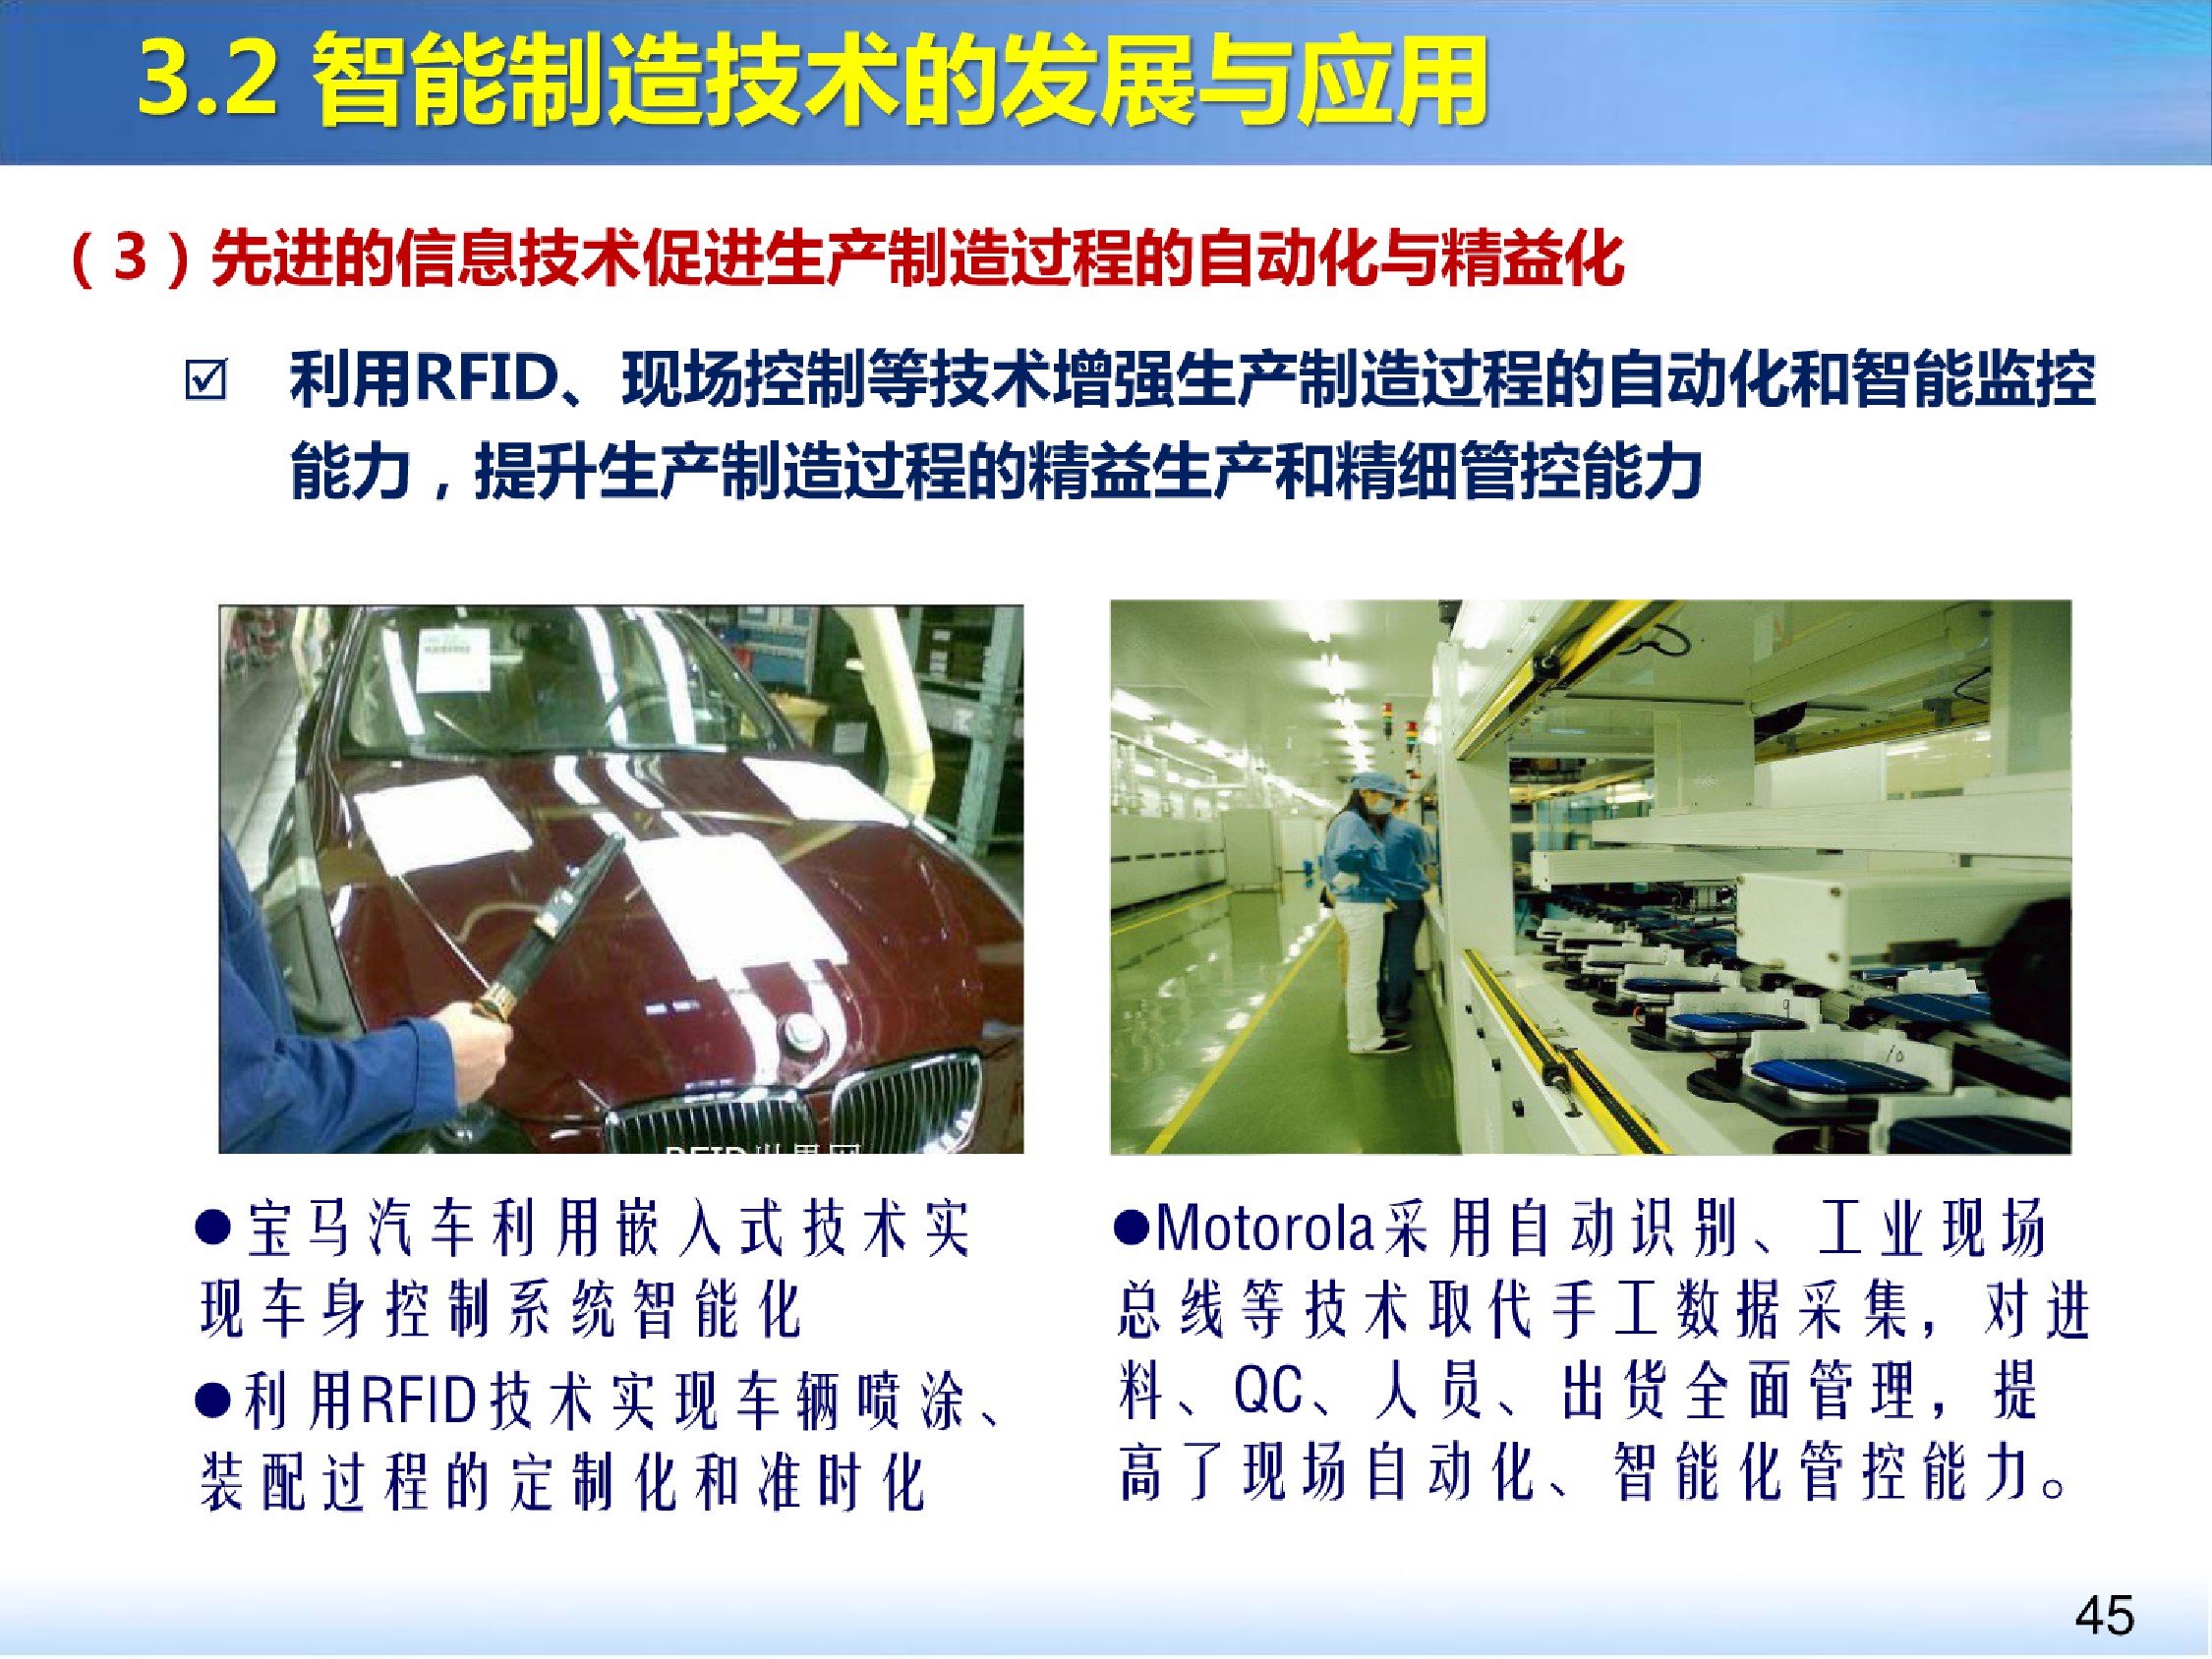 3.2 智能制造技术的发展与应用
（3）先进的信息技术促进生产制造过程的自动化与精益化
利用RFID、现场控制等技术增强生产制造过程的自动化和智能监控
能力，提升生产制造过程的精益生产和精细管控能力
●宝马汽车利用嵌入式技术实
现车身控制系统智能化
●利用RFID技术实现车辆喷涂、
装配过程的定制化和准时化
●Motorola采用自动识别、工业现场
总线等技术取代手工数据采集，对进
料、QC、人员、出货全面管理，提
高了现场自动化、智能化管控能力。
45